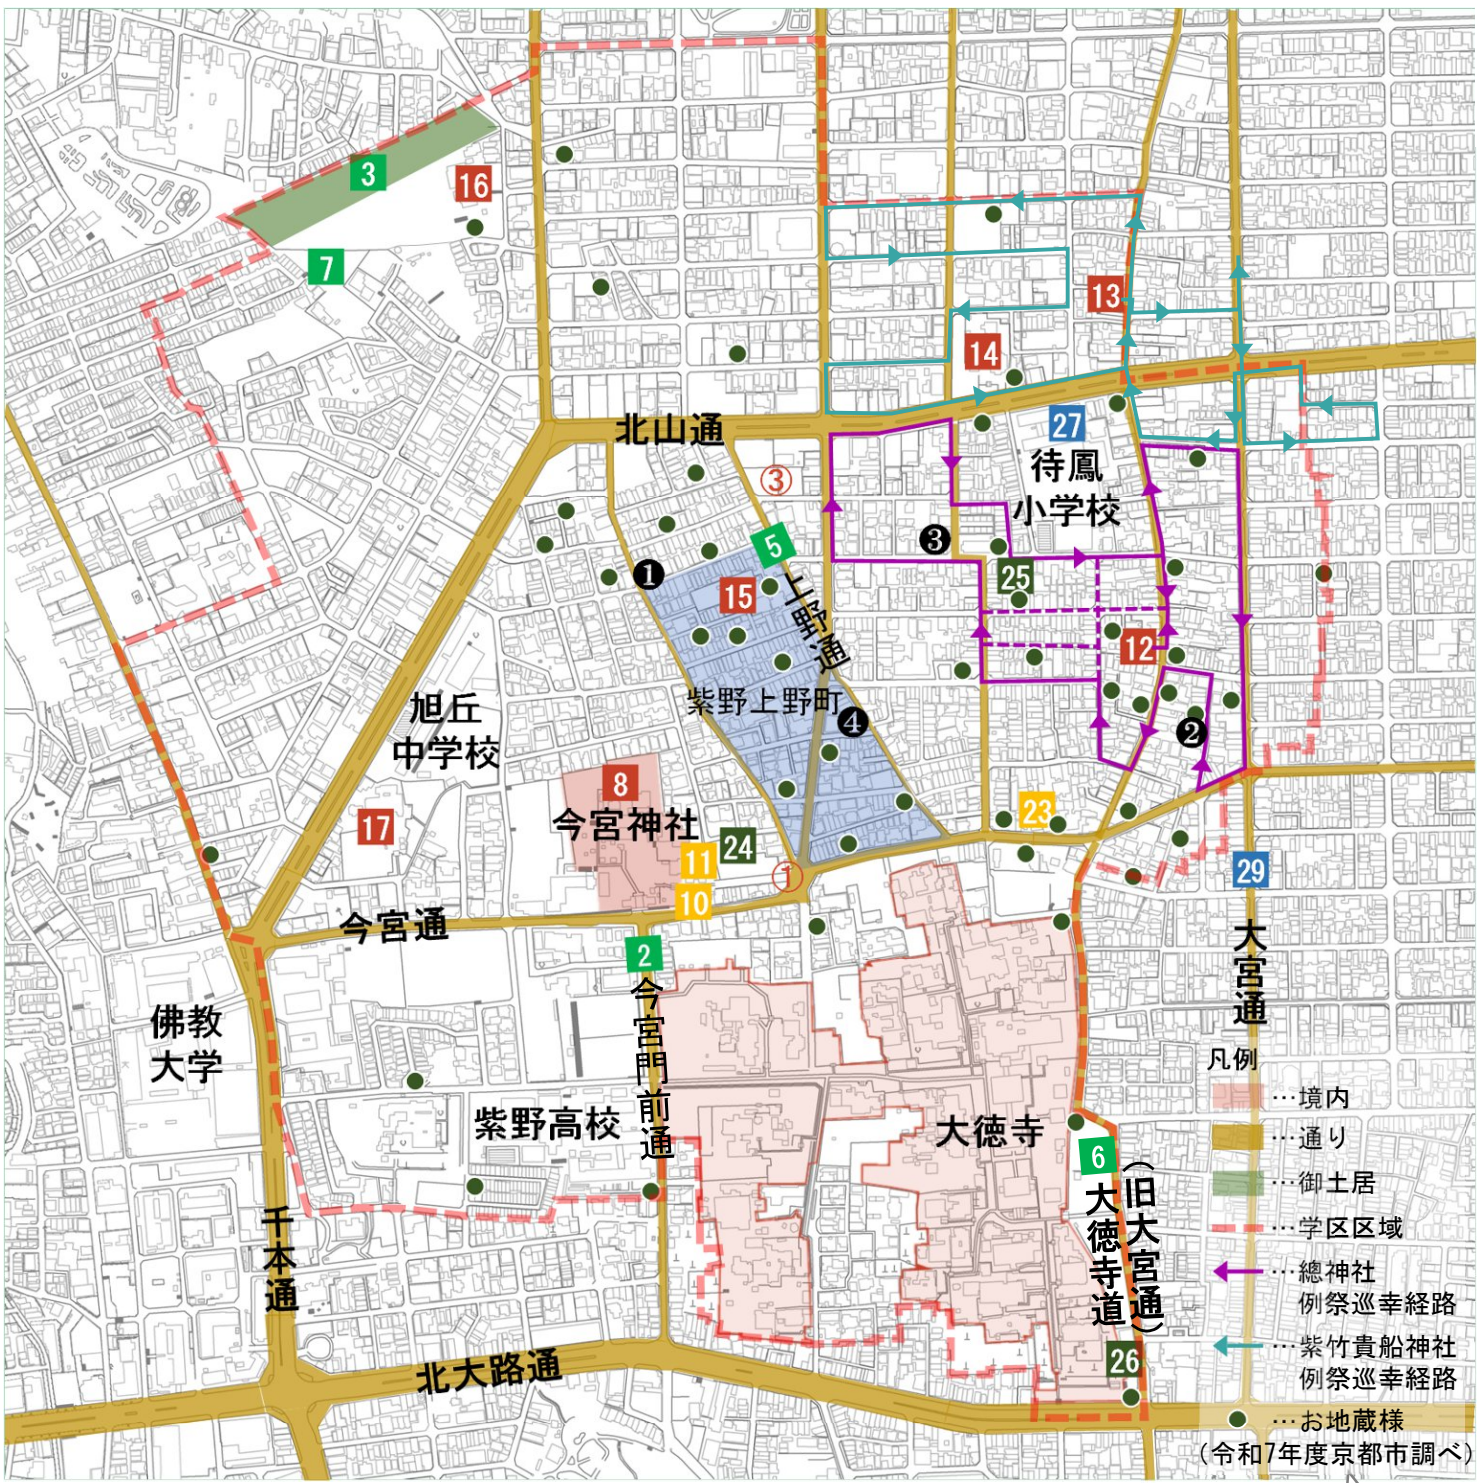 3
16
7
13
14
北山通
27
待鳳
小学校
③
5
❸
❶
25
15
上野通
12
旭丘
中学校
紫野上野町
❹
❷
8
今宮神社
17
23
24
11
10
①
29
今宮通
2
大宮通
今宮門前通
佛教
大学
紫野高校
大徳寺
6
大徳寺道
(旧大宮通)
千本通
26
北大路通
凡例
…境内
…通り
…御土居
…学区区域
…總神社
例祭巡幸経路
…紫竹貴船神社
例祭巡幸経路
…お地蔵様
(令和7年度京都市調べ)